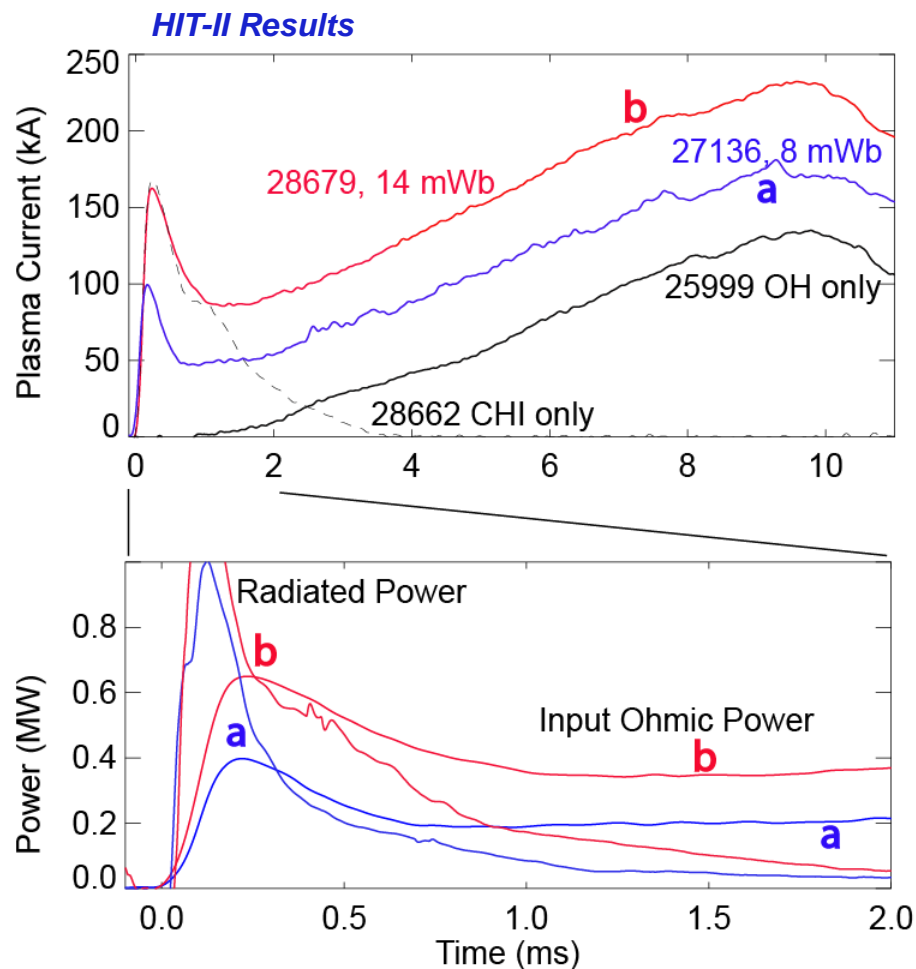 HIT-II Results
250
200
150
100
50
0
Plasma Current (kA)
b
27136, 8 mWb
a
28679, 14 mWb
25999 OH only
28662 CHI only
0 2 4 6 8 10
Radiated Power
b
a
Input Ohmic Power
b
a
0.8
0.6
0.4
0.2
0.0
Power (MW)
0.0 0.5 1.0 1.5 2.0
Time (ms)